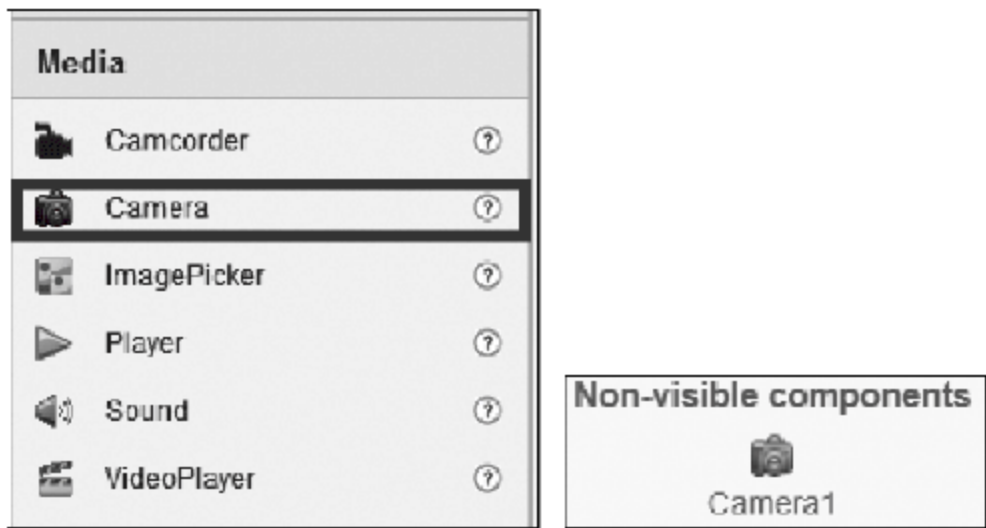 Media
Camcorder ?
Camera ?
ImagePicker ?
Player ?
Sound ?
VideoPlayer ?
Non-visible components
Camera1